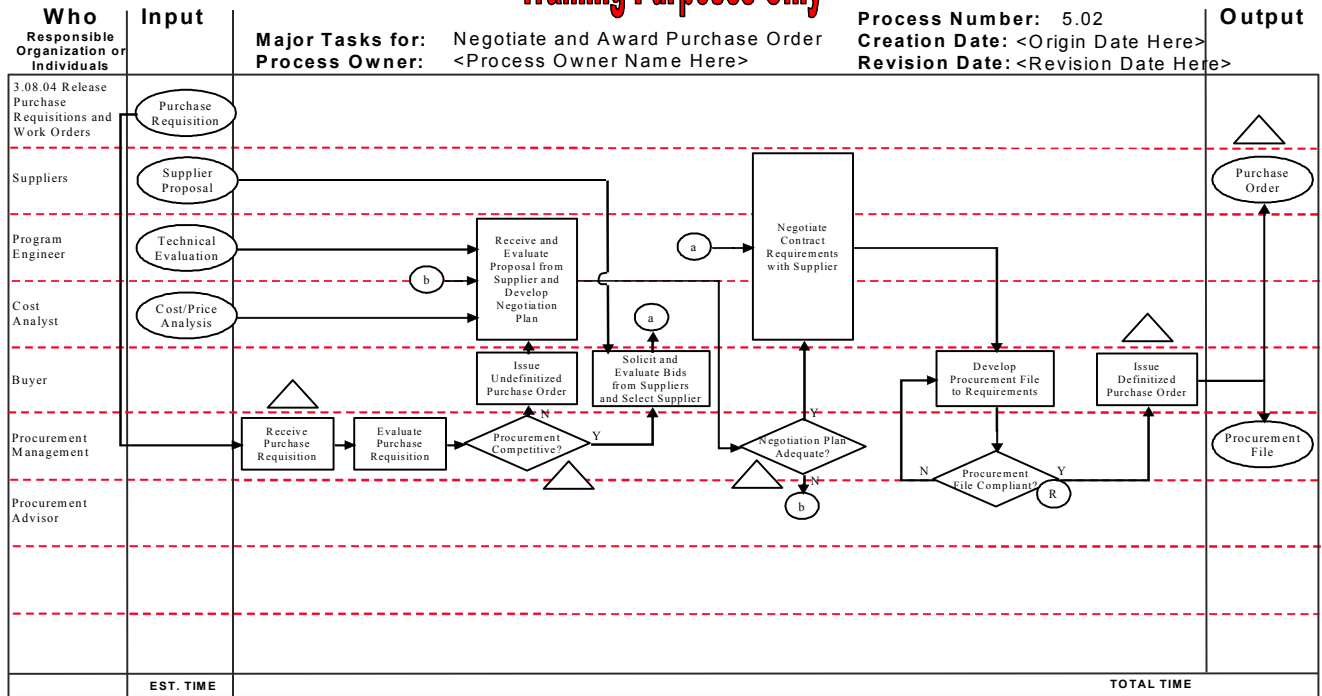 Training Purposes Only
Who
Responsible
Organization or
Individuals
Input
Major Tasks for: Negotiate and Award Purchase Order
Process Owner: <Process Owner Name Here>
Process Number: 5.02
Creation Date: <Origin Date Here>
Revision Date: <Revision Date Here>
Output
3.08.04 Release
Purchase
Requisitions and
Work Orders
Purchase
Requisition
Suppliers
Supplier
Proposal
Purchase
Order
Program
Engineer
Technical
Evaluation
Receive and
Evaluate
Proposal from
Supplier and
Develop
Negotiation
Plan
b
a
Negotiate
Contract
Requirements
with Supplier
Cost
Analyst
Cost/Price
Analysis
a
Buyer
Issue
Undefinitized
Purchase Order
Solicit and
Evaluate Bids
from Suppliers
and Select Supplier
Develop
Procurement File
to Requirements
Issue
Definitized
Purchase Order
Procurement
Management
Receive
Purchase
Requisition
Evaluate
Purchase
Requisition
N
Procurement
Competitive?
Y
Y
Negotiation Plan
Adequate?
N
b
N
Procurement
File Compliant?
Y
R
Procurement
File
Procurement
Advisor
EST. TIME
TOTAL TIME